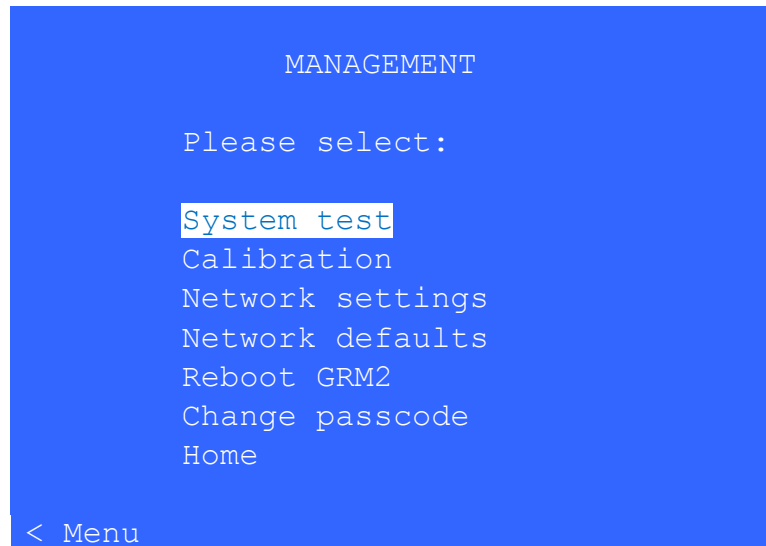 MANAGEMENT
Please select:
System test
Calibration
Network settings
Network defaults
Reboot GRM2
Change passcode
Home
< Menu